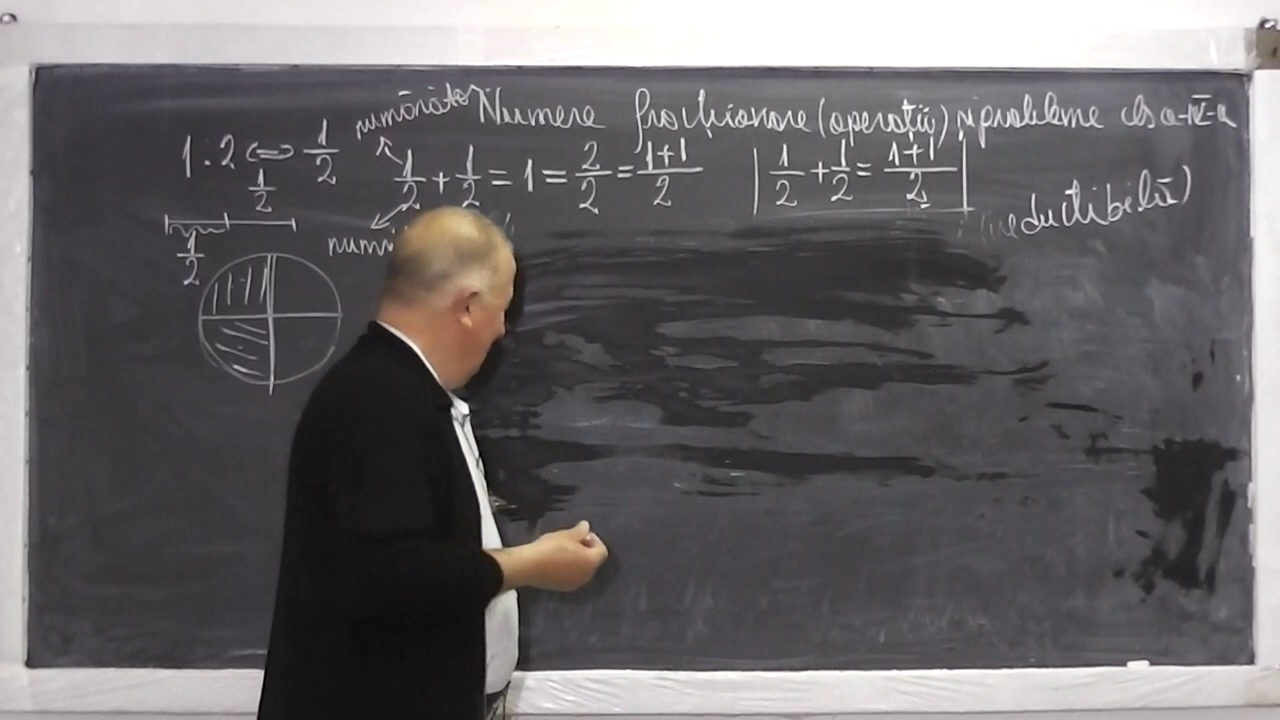 numărător Numere fracționare (operații) și probleme cls a-IV-a
1 : 2 ⇔ 1/2
1/2 + 1/2 = 1 = 2/2 = (1+1)/2 | 1/2 + 1/2 = (1+1)/2 |
1/2
ireductibilă)
1/2